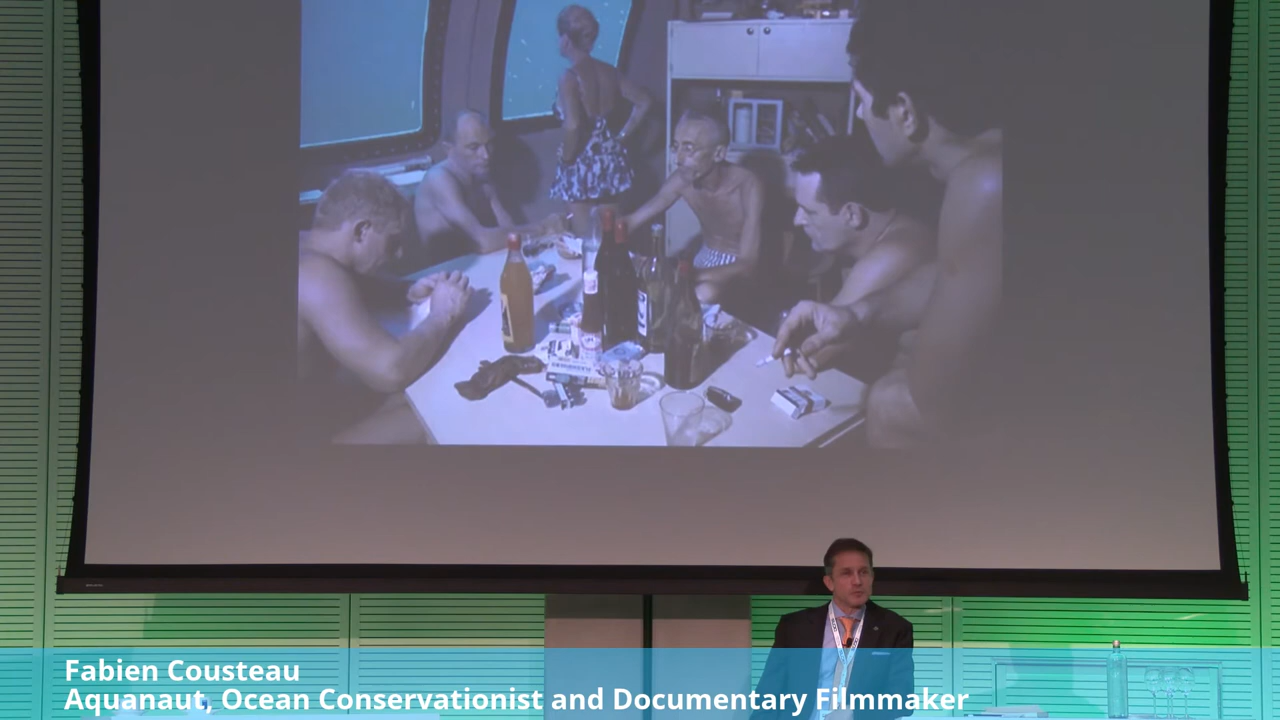 Fabien Cousteau
Aquanaut, Ocean Conservationist and Documentary Filmmaker